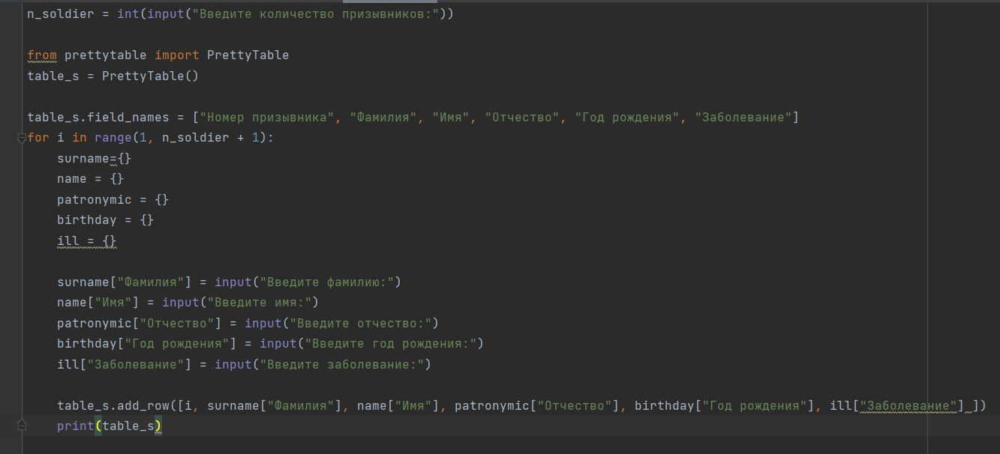 n_soldier = int(input("Введите количество призывников:"))
from prettytable import PrettyTable
table_s = PrettyTable()
table_s.field_names = ["Номер призывника", "Фамилия", "Имя", "Отчество", "Год рождения", "Заболевание"]
for i in range(1, n_soldier + 1):
    surname={}
    name = {}
    patronymic = {}
    birthday = {}
    ill = {}
    surname["Фамилия"] = input("Введите фамилию:")
    name["Имя"] = input("Введите имя:")
    patronymic["Отчество"] = input("Введите отчество:")
    birthday["Год рождения"] = input("Введите год рождения:")
    ill["Заболевание"] = input("Введите заболевание:")
    table_s.add_row([i, surname["Фамилия"], name["Имя"], patronymic["Отчество"], birthday["Год рождения"], ill["Заболевание"] ])
    print(table_s)